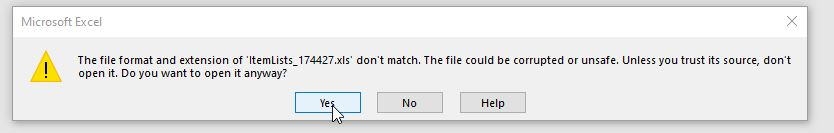 Microsoft Excel
The file format and extension of 'ItemLists_174427.xls' don't match. The file could be corrupted or unsafe. Unless you trust its source, don't
open it. Do you want to open it anyway?
Yes No Help